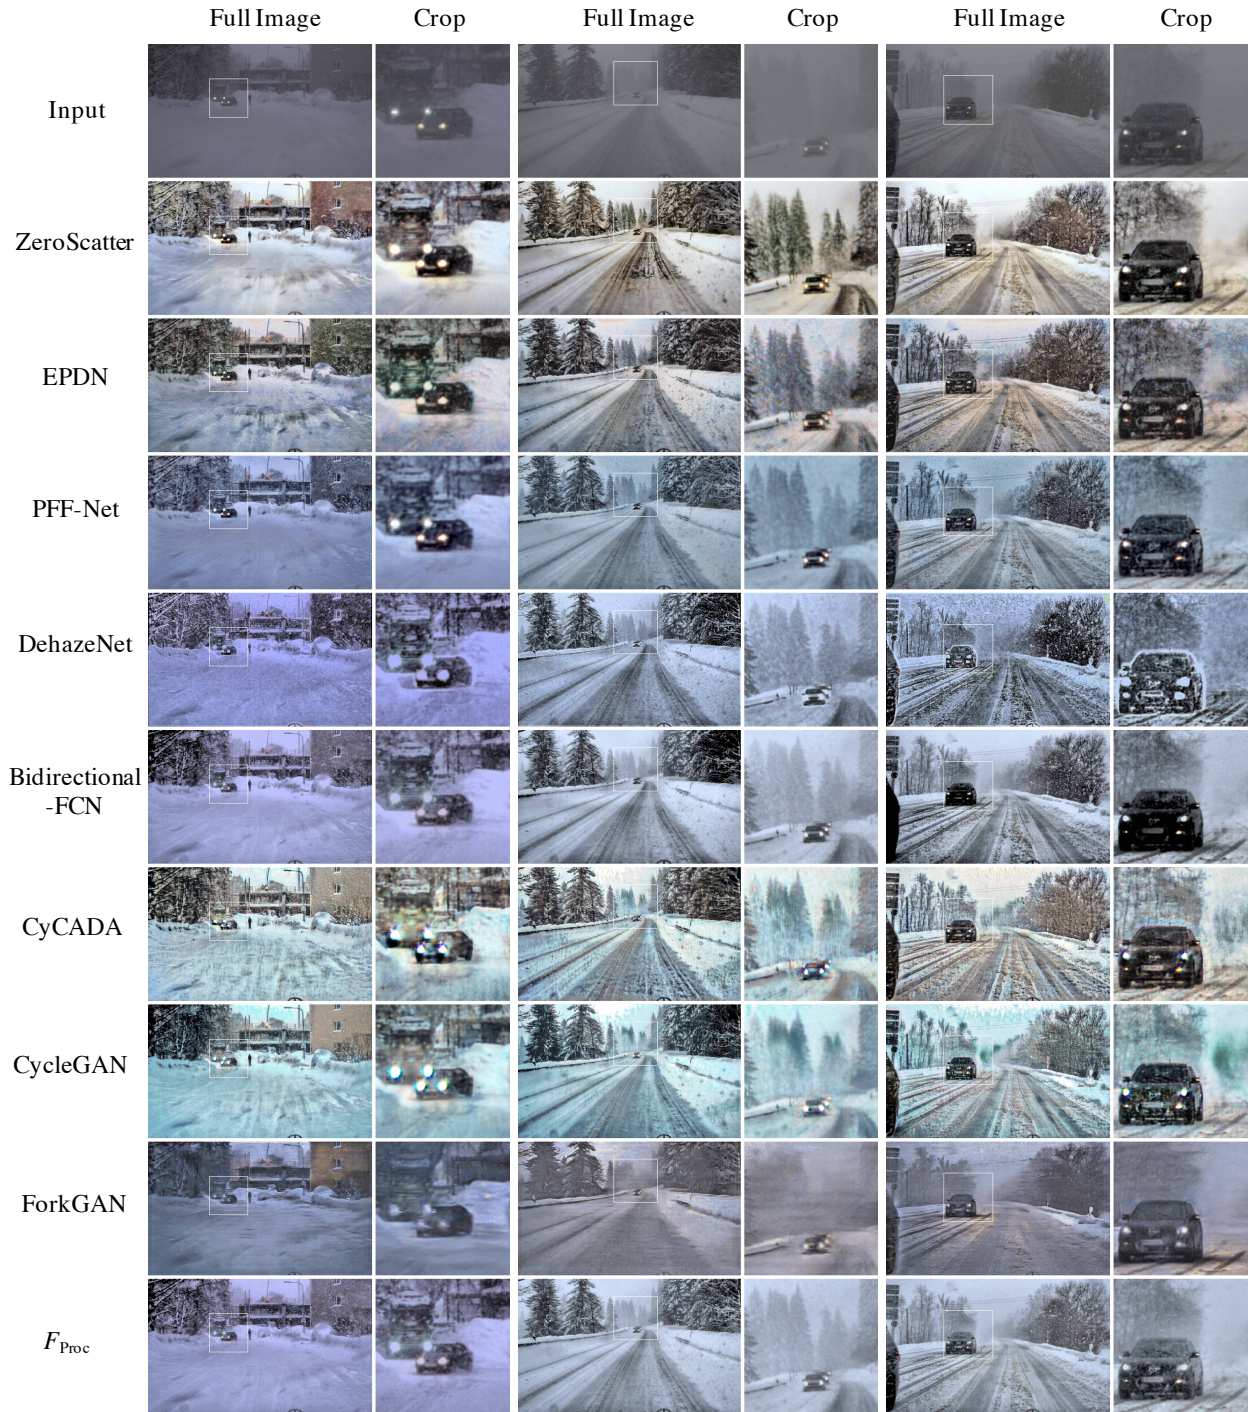 Full Image Crop Full Image Crop Full Image Crop
Input
ZeroScatter
EPDN
PFF-Net
DehazeNet
Bidirectional
-FCN
CyCADA
CycleGAN
ForkGAN
F_Proc